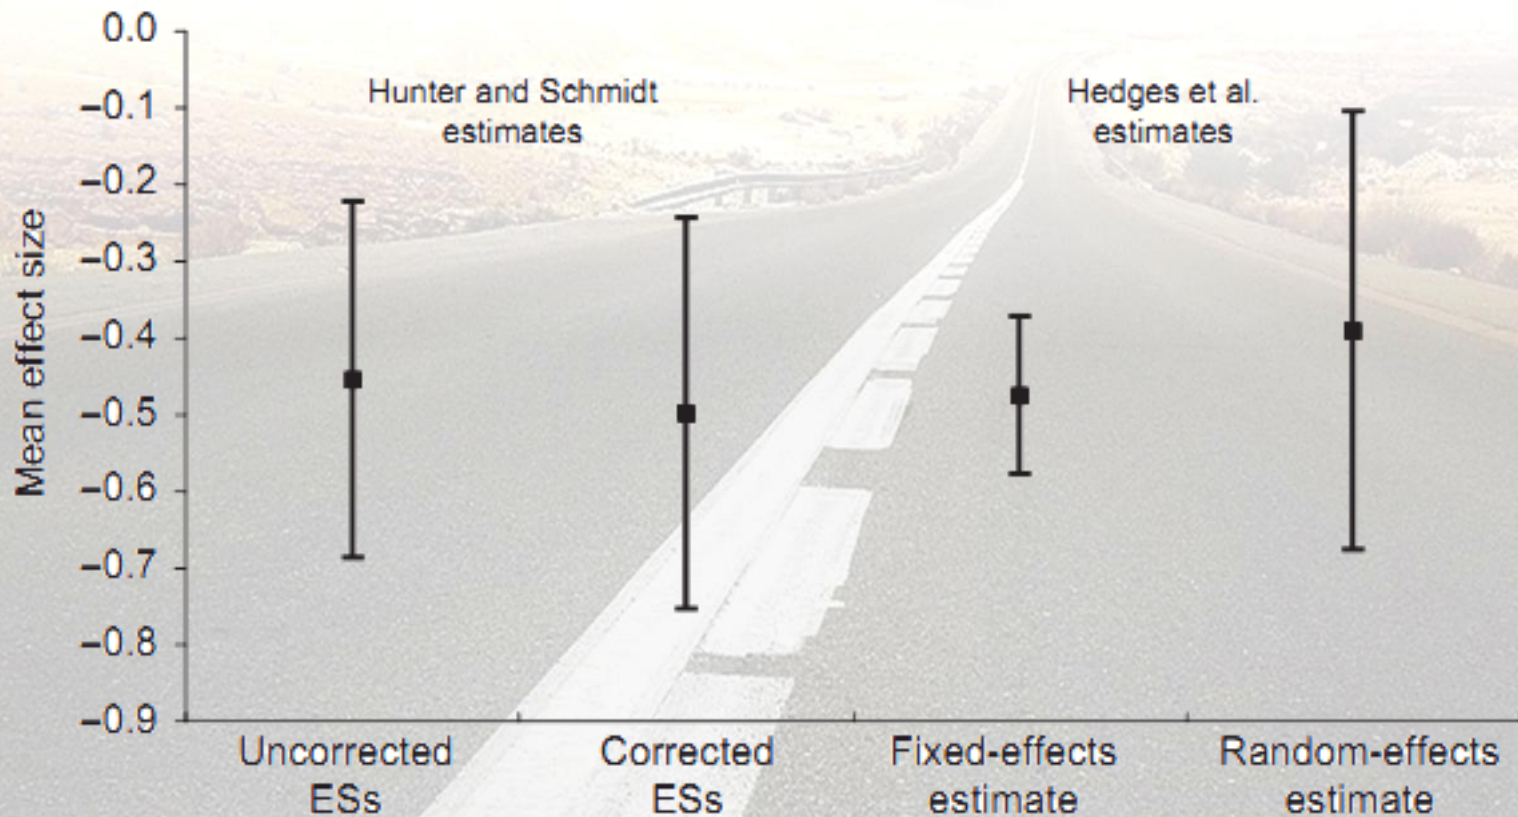 0.0
−0.1
−0.2
−0.3
−0.4
−0.5
−0.6
−0.7
−0.8
−0.9
Mean effect size
Hunter and Schmidt
estimates
Hedges et al.
estimates
Uncorrected
ESs
Corrected
ESs
Fixed-effects
estimate
Random-effects
estimate